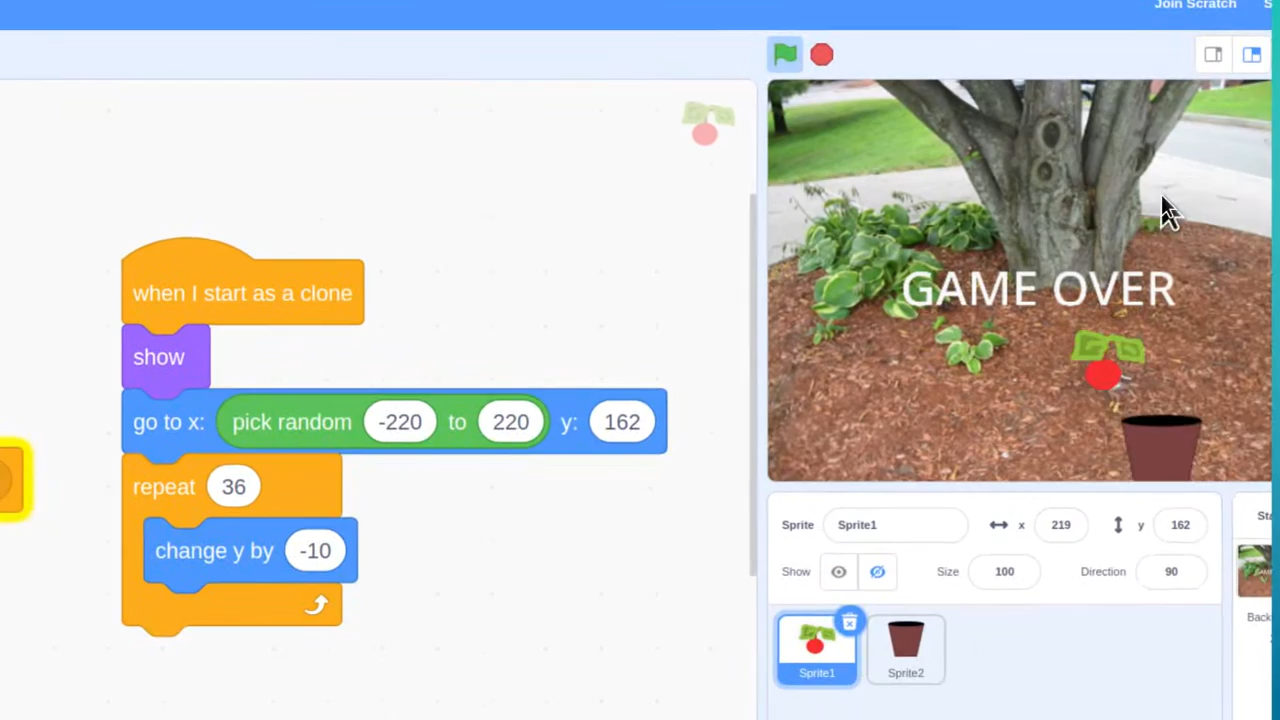 Join Scratch
when I start as a clone
show
go to x: pick random -220 to 220 y: 162
repeat 36
change y by -10
GAME OVER
Sprite Sprite1 x 219 y 162
Show Size 100 Direction 90
Sprite1
Sprite2